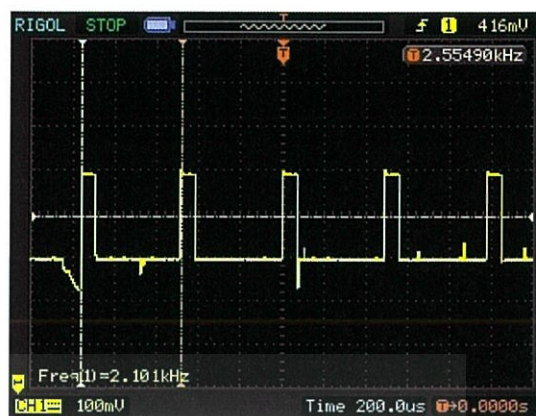 RIGOL STOP T 1 416mV
T 2.55490kHz
T
Freq(1)=2.101kHz
CH1 100mV Time 200.0us T→0.0000s